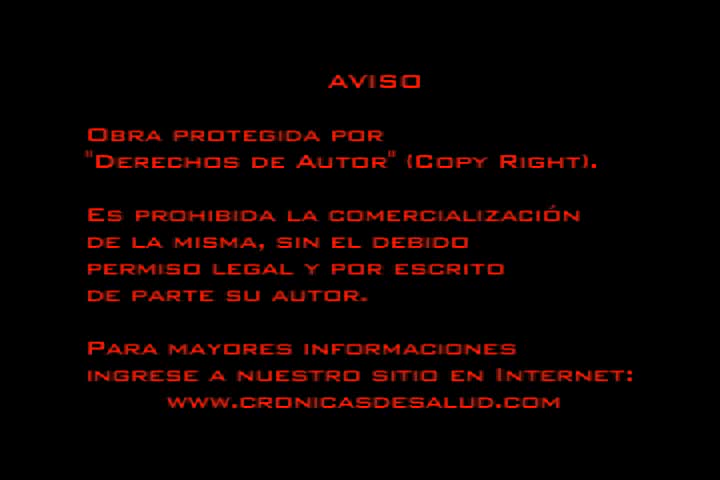 AVISO
OBRA PROTEGIDA POR
"DERECHOS DE AUTOR" (COPY RIGHT).
ES PROHIBIDA LA COMERCIALIZACIÓN
DE LA MISMA, SIN EL DEBIDO
PERMISO LEGAL Y POR ESCRITO
DE PARTE SU AUTOR.
PARA MAYORES INFORMACIONES
INGRESE A NUESTRO SITIO EN INTERNET:
WWW.CRONICASDESALUD.COM